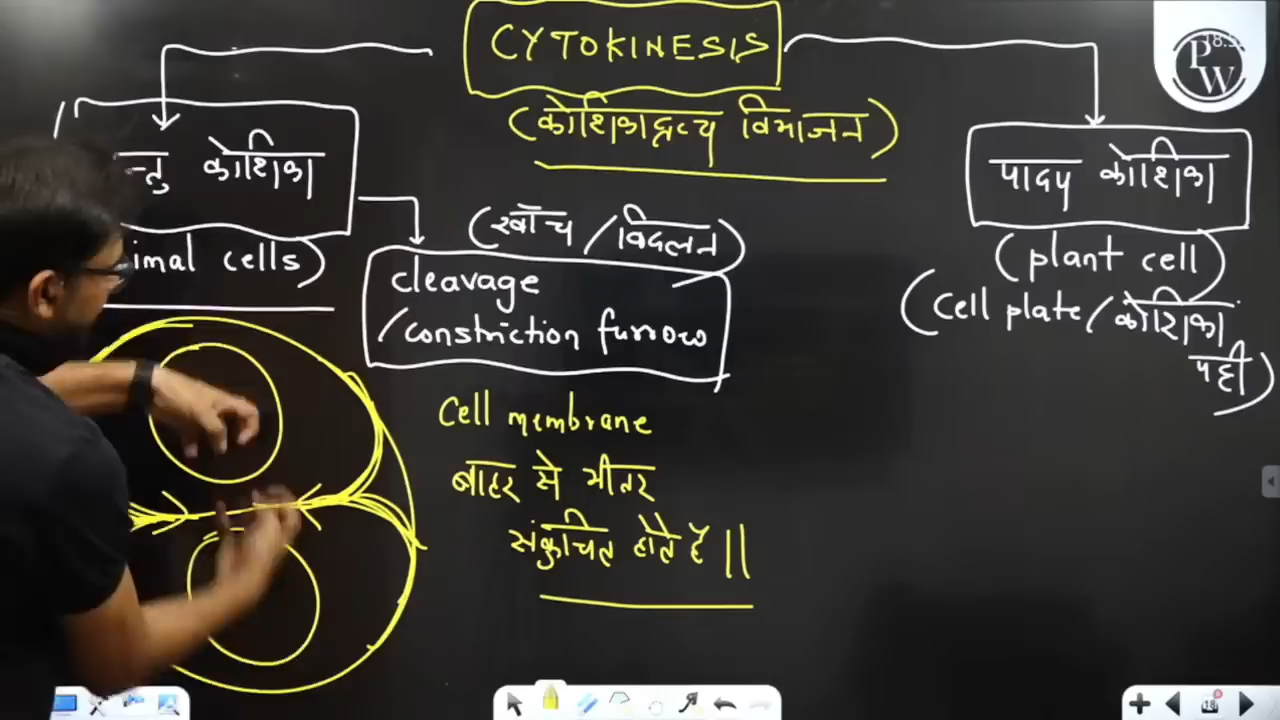 CYTOKINESIS
(कोशिकाद्रव्य विभाजन)
न्तु कोशिका
imal cells)
(खाँच / विदलन)
cleavage
/constriction furrow
Cell membrane
बाहर से भीतर
संकुचित होते हैं ||
पादप कोशिका
(plant cell)
(Cell plate / कोशिका
पट्टी)
PW
18